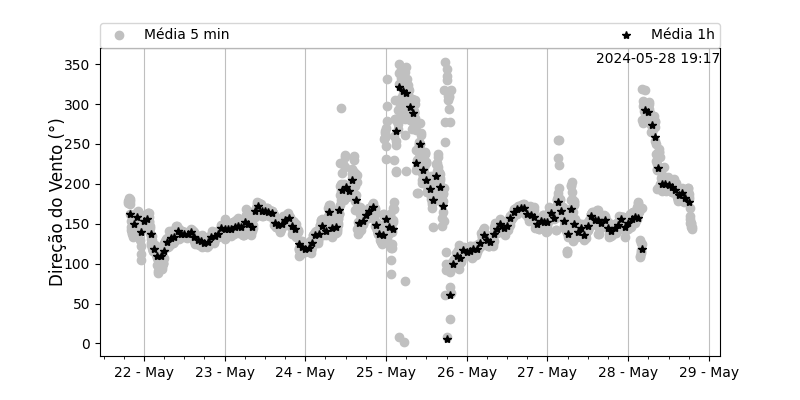 Média 5 min
Média 1h
2024-05-28 19:17
Direção do Vento (°)
350
300
250
200
150
100
50
0
22 - May
23 - May
24 - May
25 - May
26 - May
27 - May
28 - May
29 - May